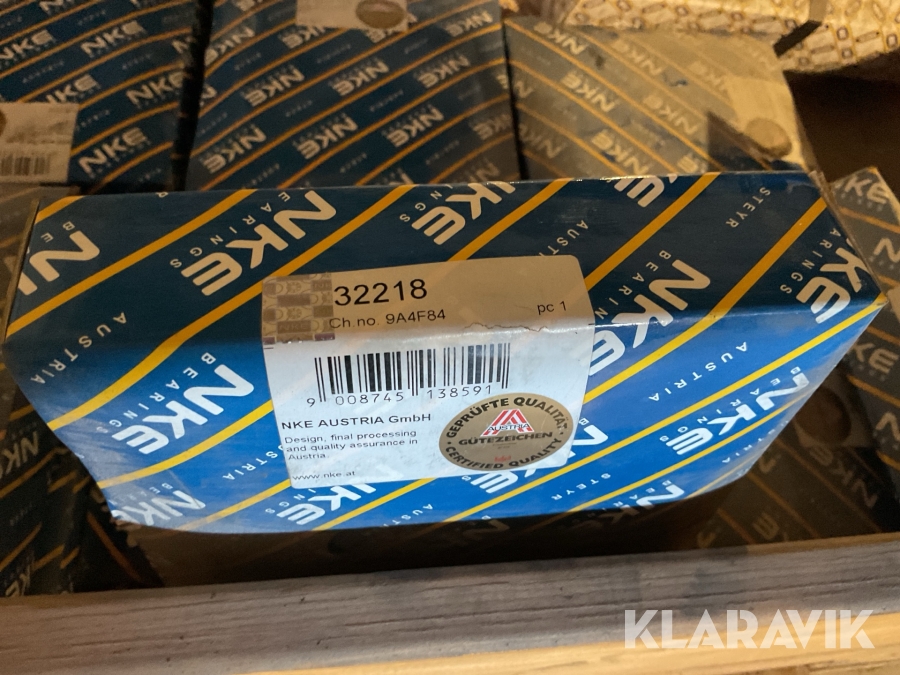 32218
Ch.no. 9A4F84
pc 1
9 008745 138591
NKE AUSTRIA GmbH
Design, final processing
and quality assurance in
Austria.
www.nke.at
GEPRÜFTE QUALITÄT
AUSTRIA
GÜTEZEICHEN
CERTIFIED QUALITY
NKE
BEARINGS
AUSTRIA
STEYR
KLARAVIK